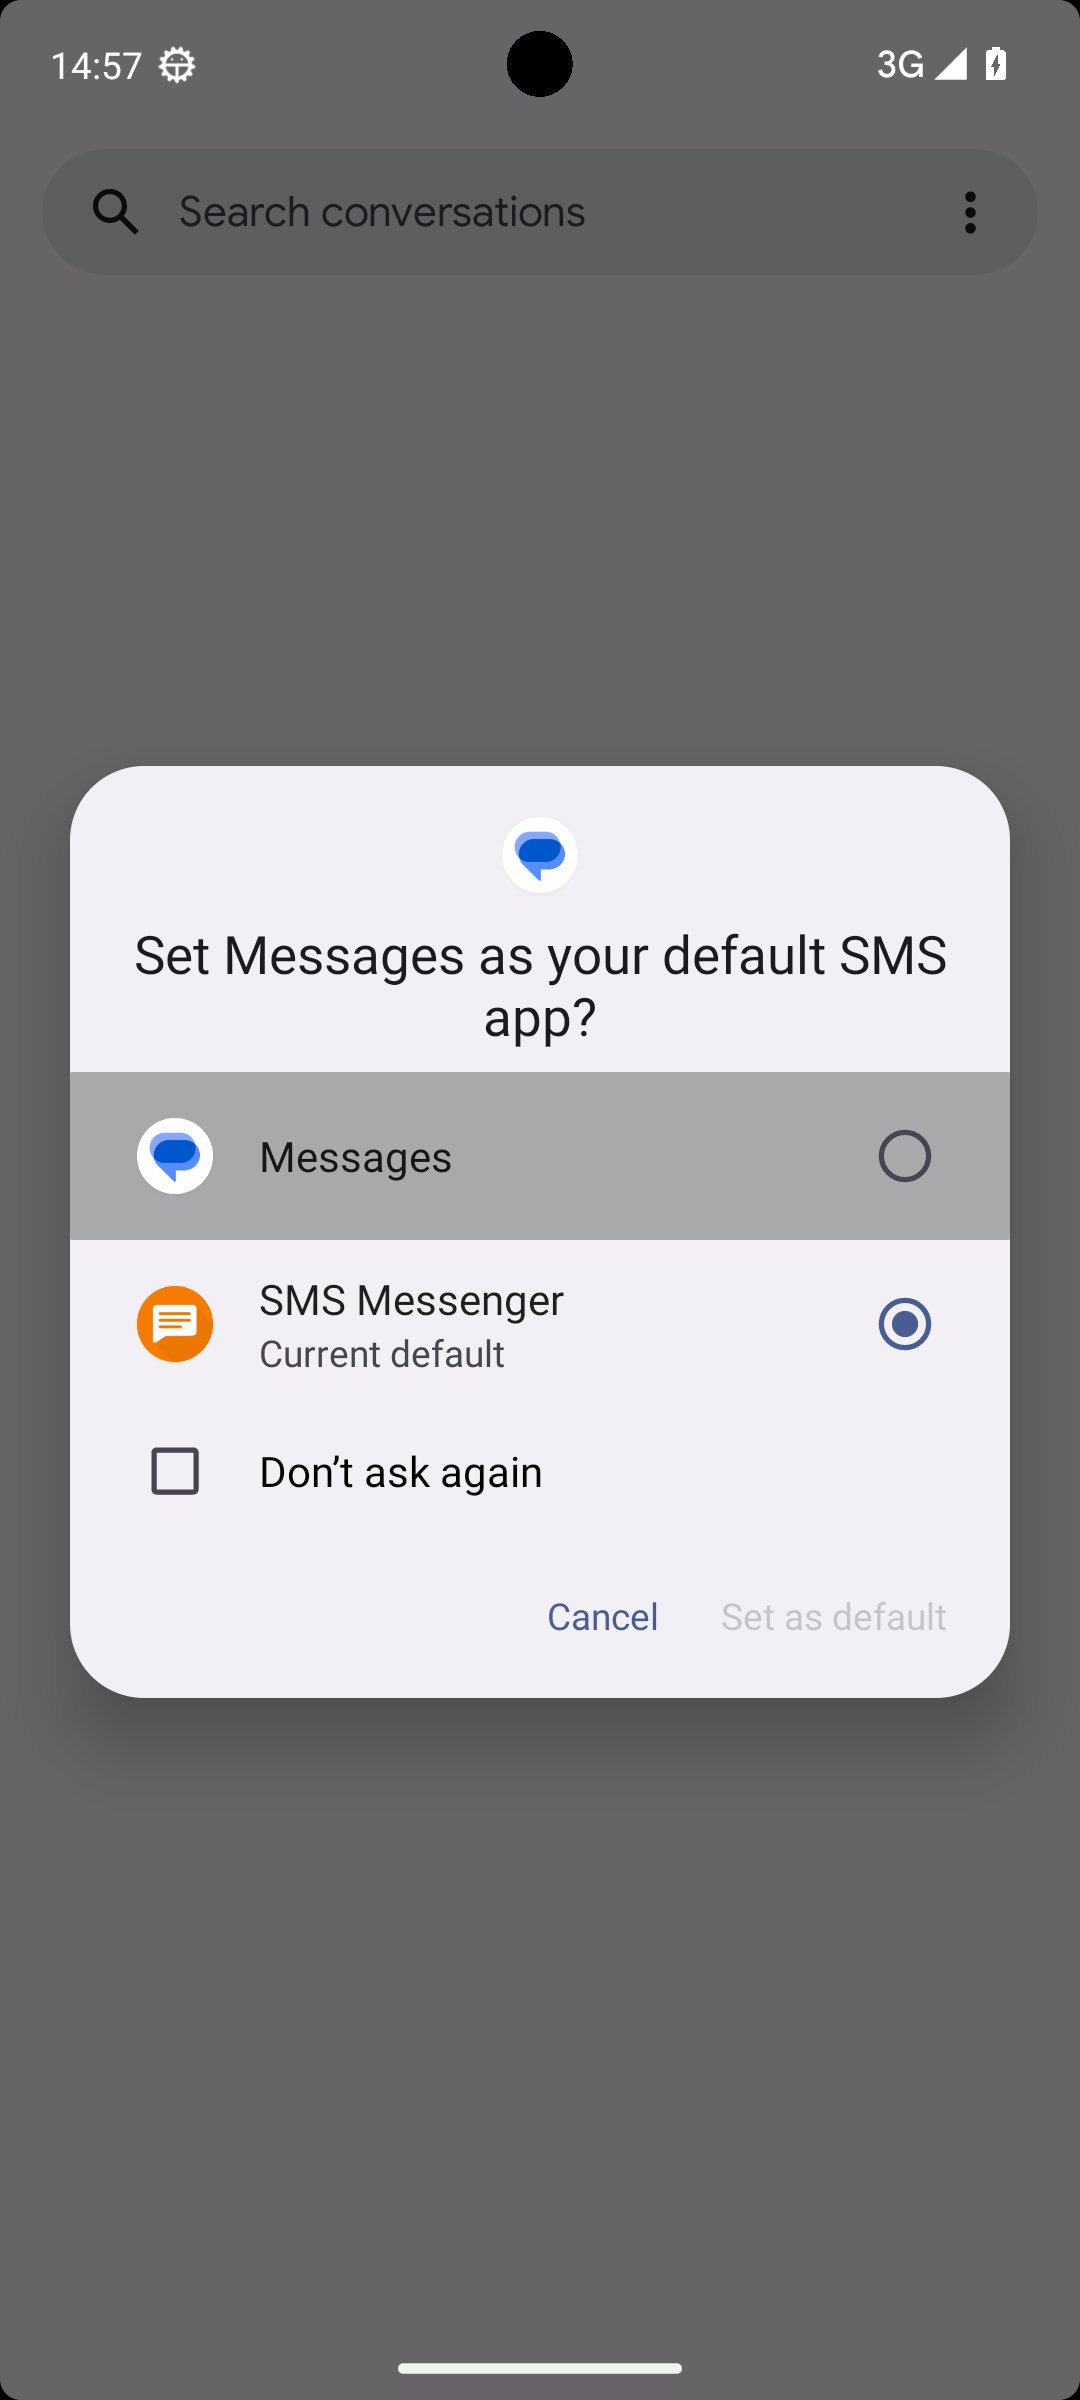 14:57
3G
Search conversations
Set Messages as your default SMS
app?
Messages
SMS Messenger
Current default
Don’t ask again
Cancel
Set as default